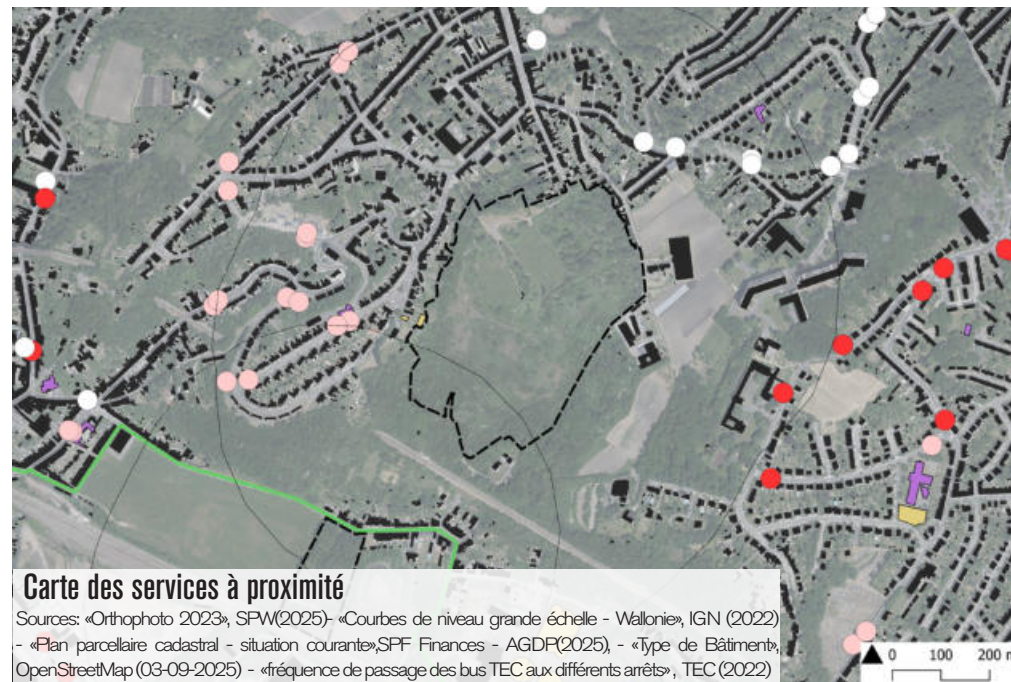 Carte des services à proximité
Sources: «Orthophoto 2023», SPW(2025)- «Courbes de niveau grande échelle - Wallonie», IGN (2022)
- «Plan parcellaire cadastral - situation courante»,SPF Finances - AGDP(2025), - «Type de Bâtiment»,
OpenStreetMap (03-09-2025) - «fréquence de passage des bus TEC aux différents arrêts» , TEC (2022)
0 100 200 m